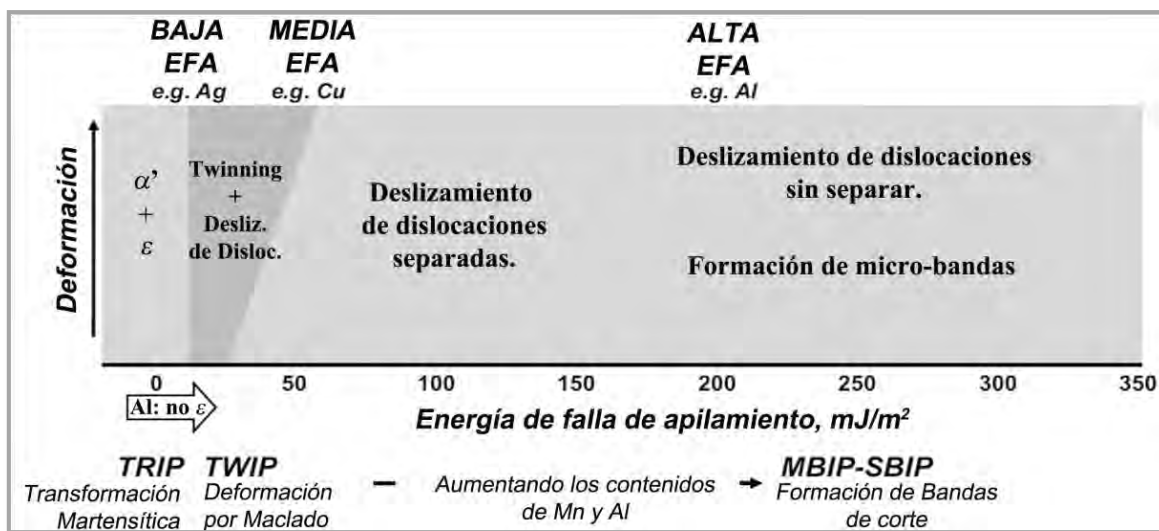 BAJA
EFA
e.g. Ag
MEDIA
EFA
e.g. Cu
ALTA
EFA
e.g. Al
Deformación
α’
+
ε
Twinning
+
Desliz.
de Disloc.
Deslizamiento
de dislocaciones
separadas.
Deslizamiento de dislocaciones
sin separar.
Formación de micro-bandas
0 50 100 150 200 250 300 350
Al: no ε
Energía de falla de apilamiento, mJ/m²
TRIP
Transformación
Martensítica
TWIP
Deformación
por Maclado
Aumentando los contenidos
de Mn y Al
MBIP-SBIP
Formación de Bandas
de corte